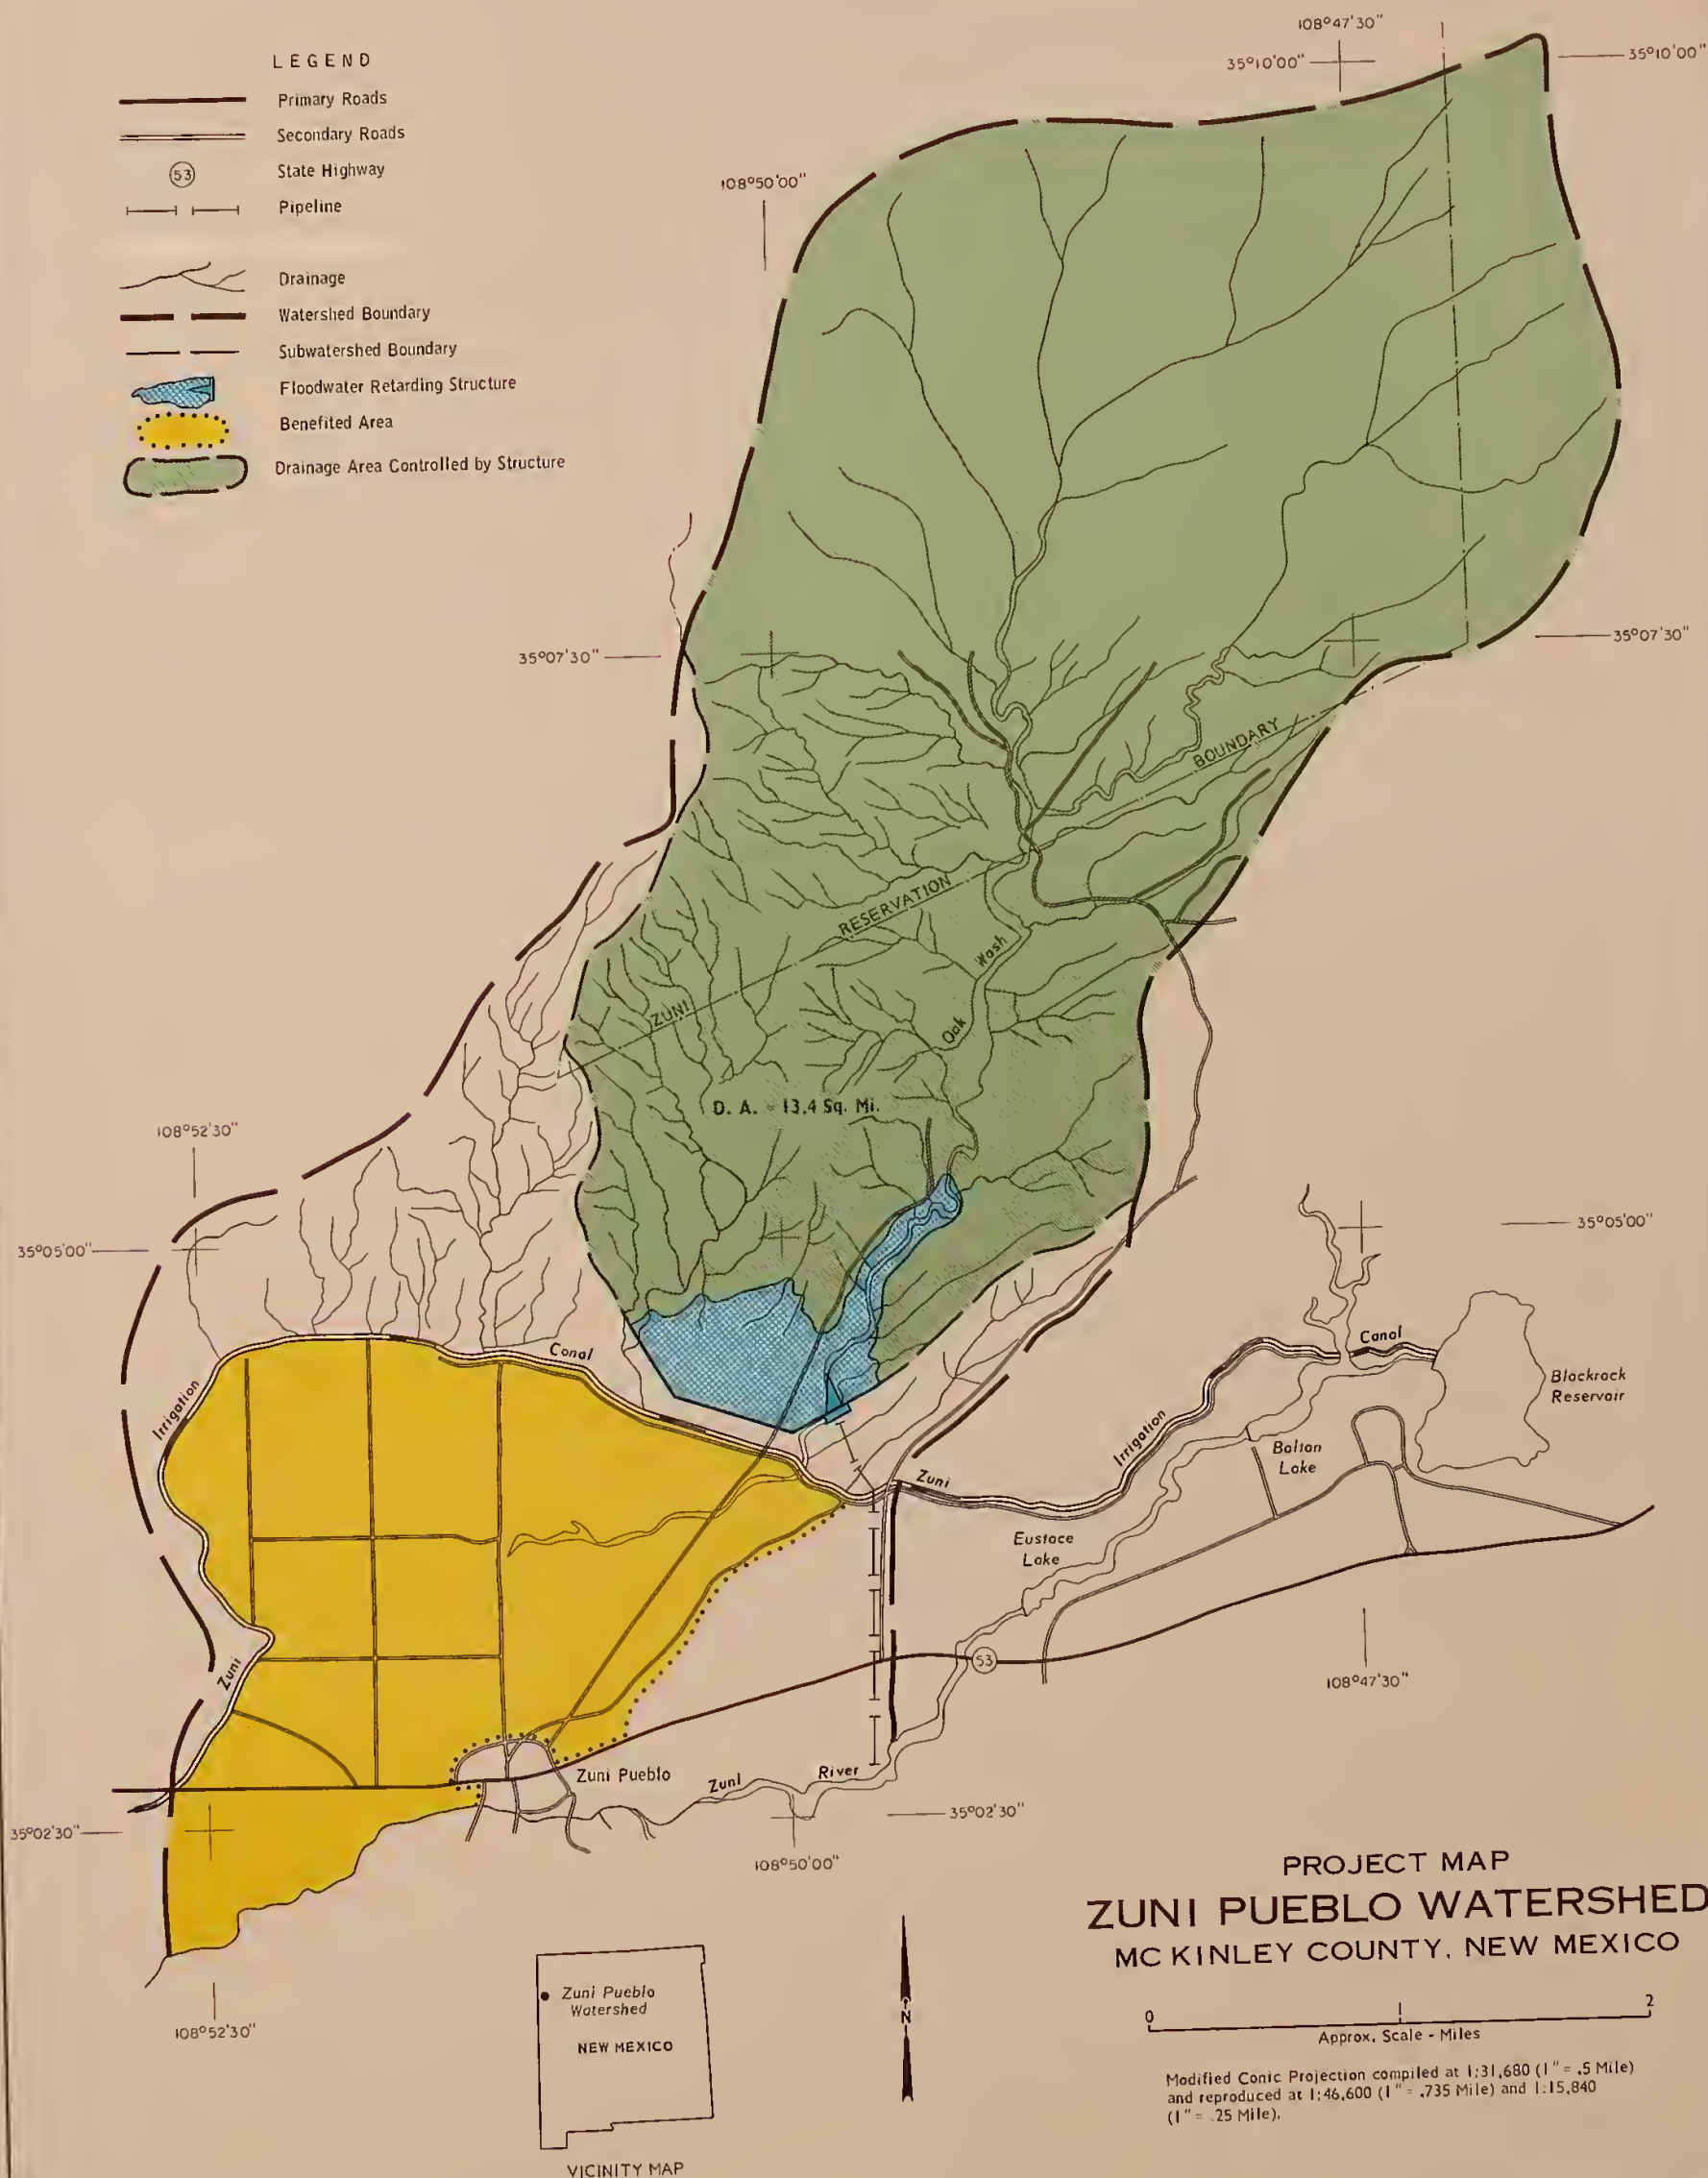 LEGEND
Primary Roads
Secondary Roads
53
State Highway
Pipeline
Drainage
Watershed Boundary
Subwatershed Boundary
Floodwater Retarding Structure
Benefited Area
Drainage Area Controlled by Structure
108°47'30"
35°10'00"
35°10'00"
108°50'00"
35°07'30"
35°07'30"
BOUNDARY
RESERVATION
ZUNI
Wash
Oak
D. A. = 13.4 Sq. Mi.
108°52'30"
35°05'00"
35°05'00"
Canal
Irrigation
Zuni
Canal
Irrigation
Zuni
Blackrock
Reservoir
Bolton
Lake
Eustace
Lake
53
108°47'30"
Zuni Pueblo
Zuni
River
35°02'30"
35°02'30"
108°50'00"
108°52'30"
PROJECT MAP
ZUNI PUEBLO WATERSHED
MC KINLEY COUNTY, NEW MEXICO
0 1 2
Approx. Scale - Miles
Modified Conic Projection compiled at 1:31,680 (1" = .5 Mile)
and reproduced at 1:46,600 (1" = .735 Mile) and 1:15,840
(1" = .25 Mile).
Zuni Pueblo
Watershed
NEW MEXICO
VICINITY MAP
N